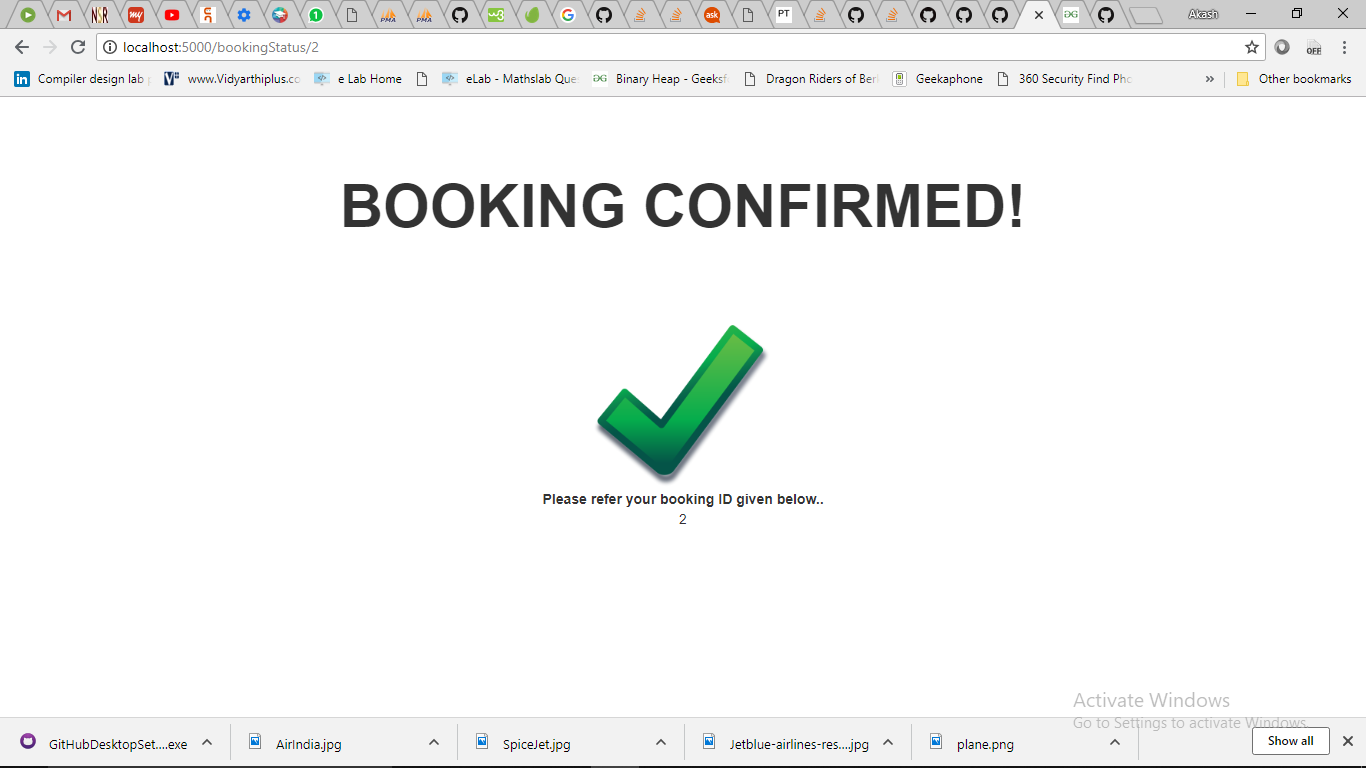 Akash
localhost:5000/bookingStatus/2
Compiler design lab
www.Vidyarthiplus.co
e Lab Home
eLab - Mathslab Que
Binary Heap - Geeksf
Dragon Riders of Ber
Geekaphone
360 Security Find Pho
»
Other bookmarks
BOOKING CONFIRMED!
Please refer your booking ID given below..
2
Activate Windows
Go to Settings to activate Windows.
GitHubDesktopSet....exe
AirIndia.jpg
SpiceJet.jpg
Jetblue-airlines-res....jpg
plane.png
Show all